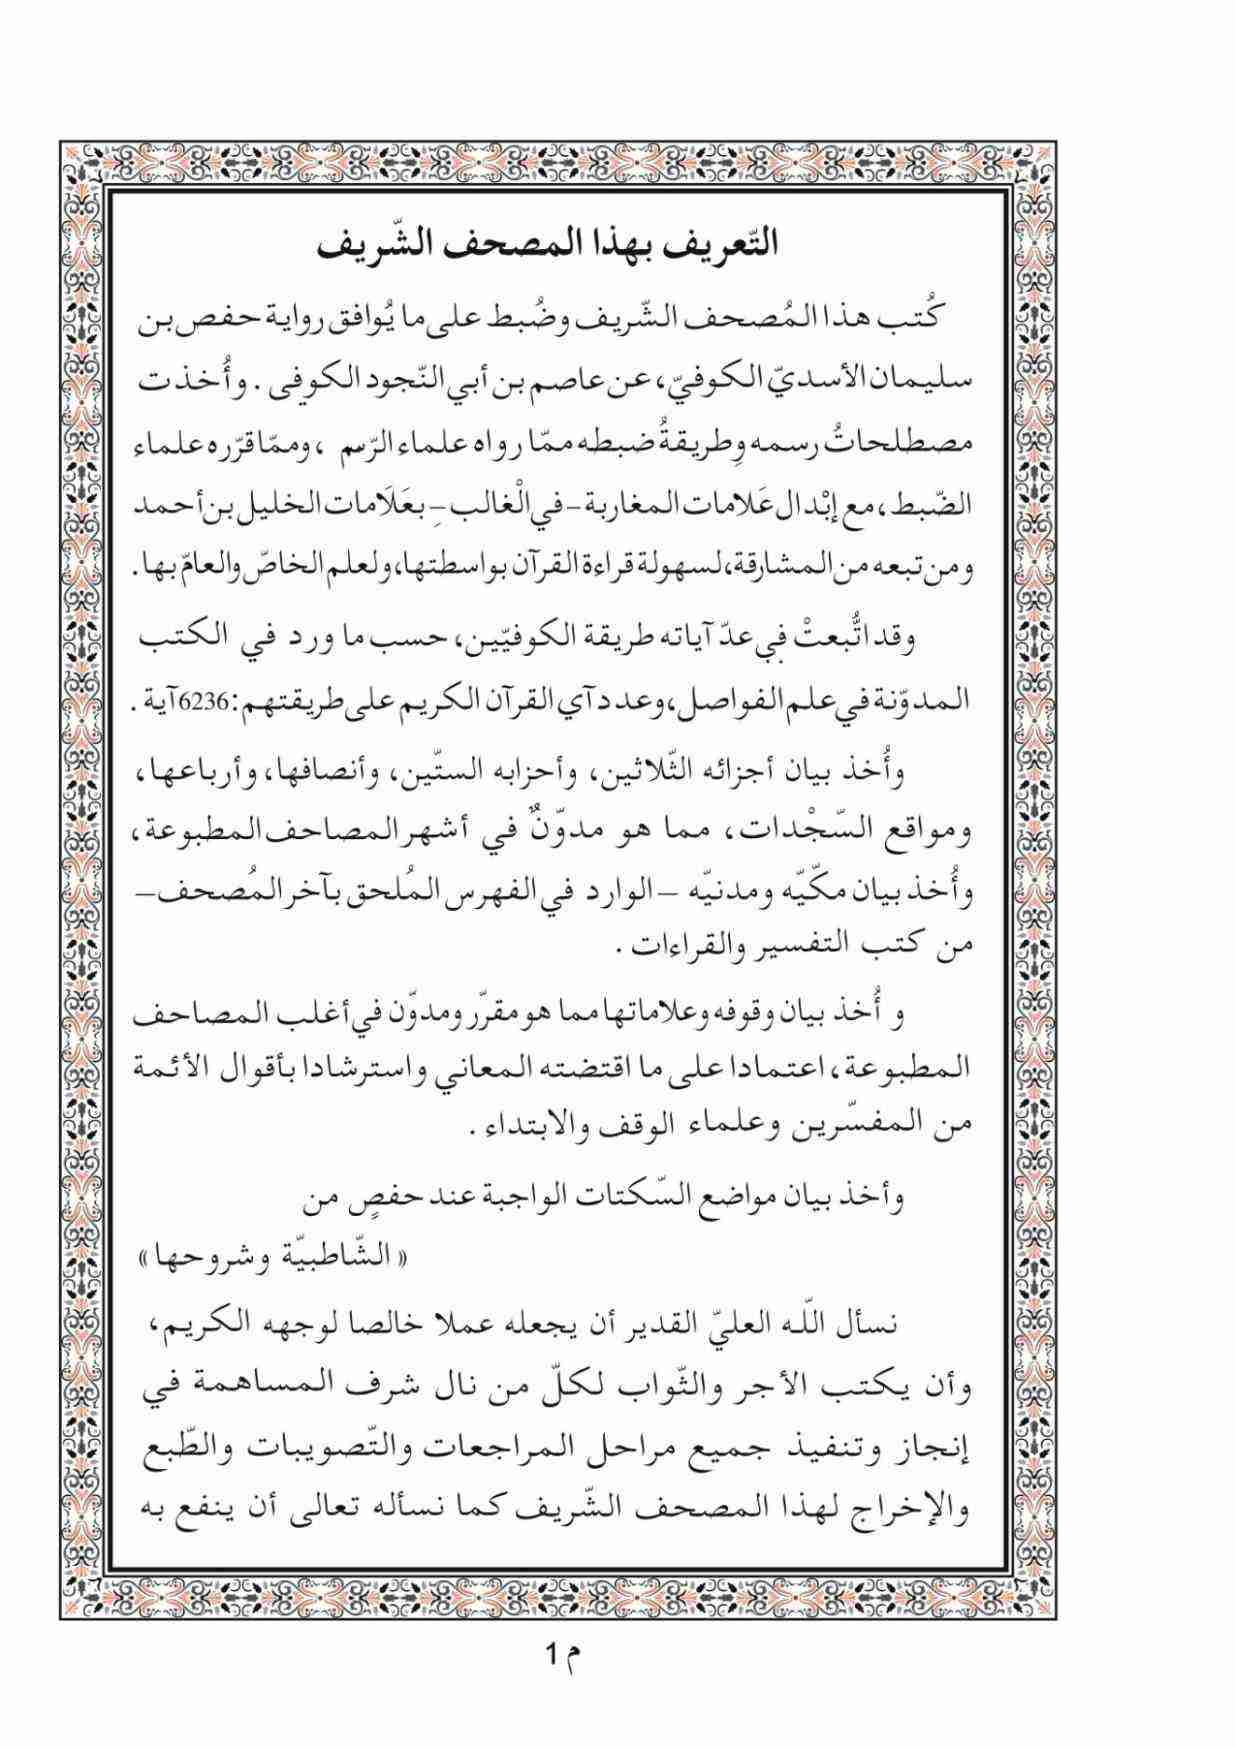 التّعريف بهذا المصحف الشّريف
كُتب هذا المُصحف الشّريف وضُبط على ما يُوافق رواية حفص بن
سليمان الأسديّ الكوفيّ، عن عاصم بن أبي النّجود الكوفى . وأُخذت
مصطلحاتُ رسمه وِطريقةُ ضبطه ممّا رواه علماء الرّسم ، وممّا قرّره علماء
الضّبط، مع إبْدال عَلامات المغاربة – في الْغالب –ِ بعَلَامات الخليل بن أحمد
ومن تبعه من المشارقة، لسهولة قراءة القرآن بواسطتها، ولعلم الخاصّ والعامّ بها.
وقد اتُّبعتْ فِي عدّ آياته طريقة الكوفيّين، حسب ما ورد في الكتب
المدوّنة في علم الفواصل، وعدد آي القرآن الكريم على طريقتهم: 6236 آية .
وأُخذ بيان أجزائه الثّلاثين، وأحزابه الستّين، وأنصافها، وأرباعها،
ومواقع السّجْدات، مما هو مدوّنٌ في أشهر المصاحف المطبوعة،
وأُخذ بيان مكّيّه ومدنيّه – الوارد في الفهرس المُلحق بآخر المُصحف –
من كتب التفسير والقراءات .
و أُخذ بيان وقوفه وعلاماتها مما هو مقرّر ومدوّن في أغلب المصاحف
المطبوعة، اعتمادا على ما اقتضته المعاني واسترشادا بأقوال الأئمة
من المفسّرين وعلماء الوقف والابتداء .
وأخذ بيان مواضع السّكتات الواجبة عند حفصٍ من
« الشّاطبيّة وشروحها »
نسأل اللّه العليّ القدير أن يجعله عملا خالصا لوجهه الكريم،
وأن يكتب الأجر والثّواب لكلّ من نال شرف المساهمة في
إنجاز وتنفيذ جميع مراحل المراجعات والتّصويبات والطّبع
والإخراج لهذا المصحف الشّريف كما نسأله تعالى أن ينفع به
م 1